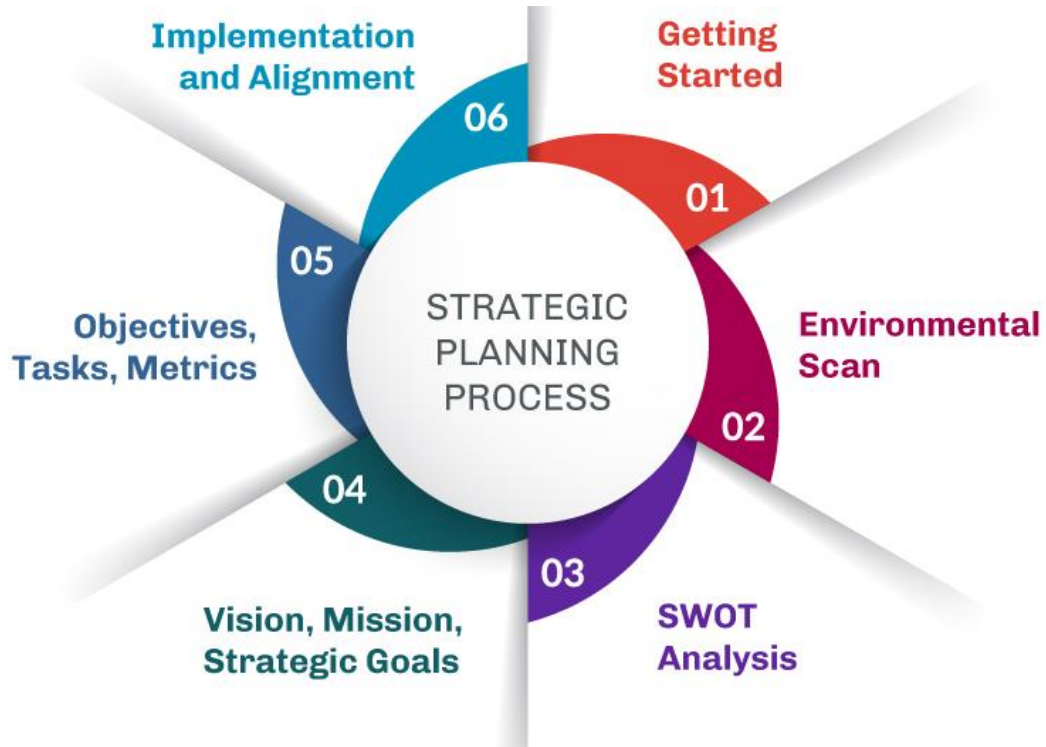 STRATEGIC
PLANNING
PROCESS
01
Getting
Started
02
Environmental
Scan
03
SWOT
Analysis
04
Vision, Mission,
Strategic Goals
05
Objectives,
Tasks, Metrics
06
Implementation
and Alignment